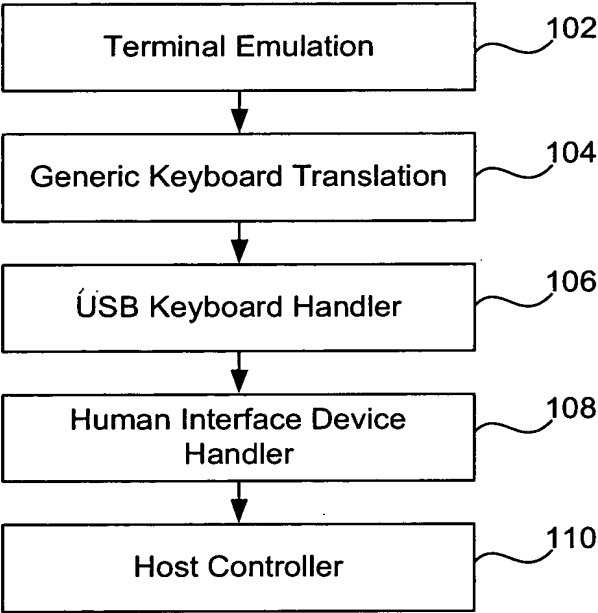 Terminal Emulation
102
Generic Keyboard Translation
104
USB Keyboard Handler
106
Human Interface Device
Handler
108
Host Controller
110